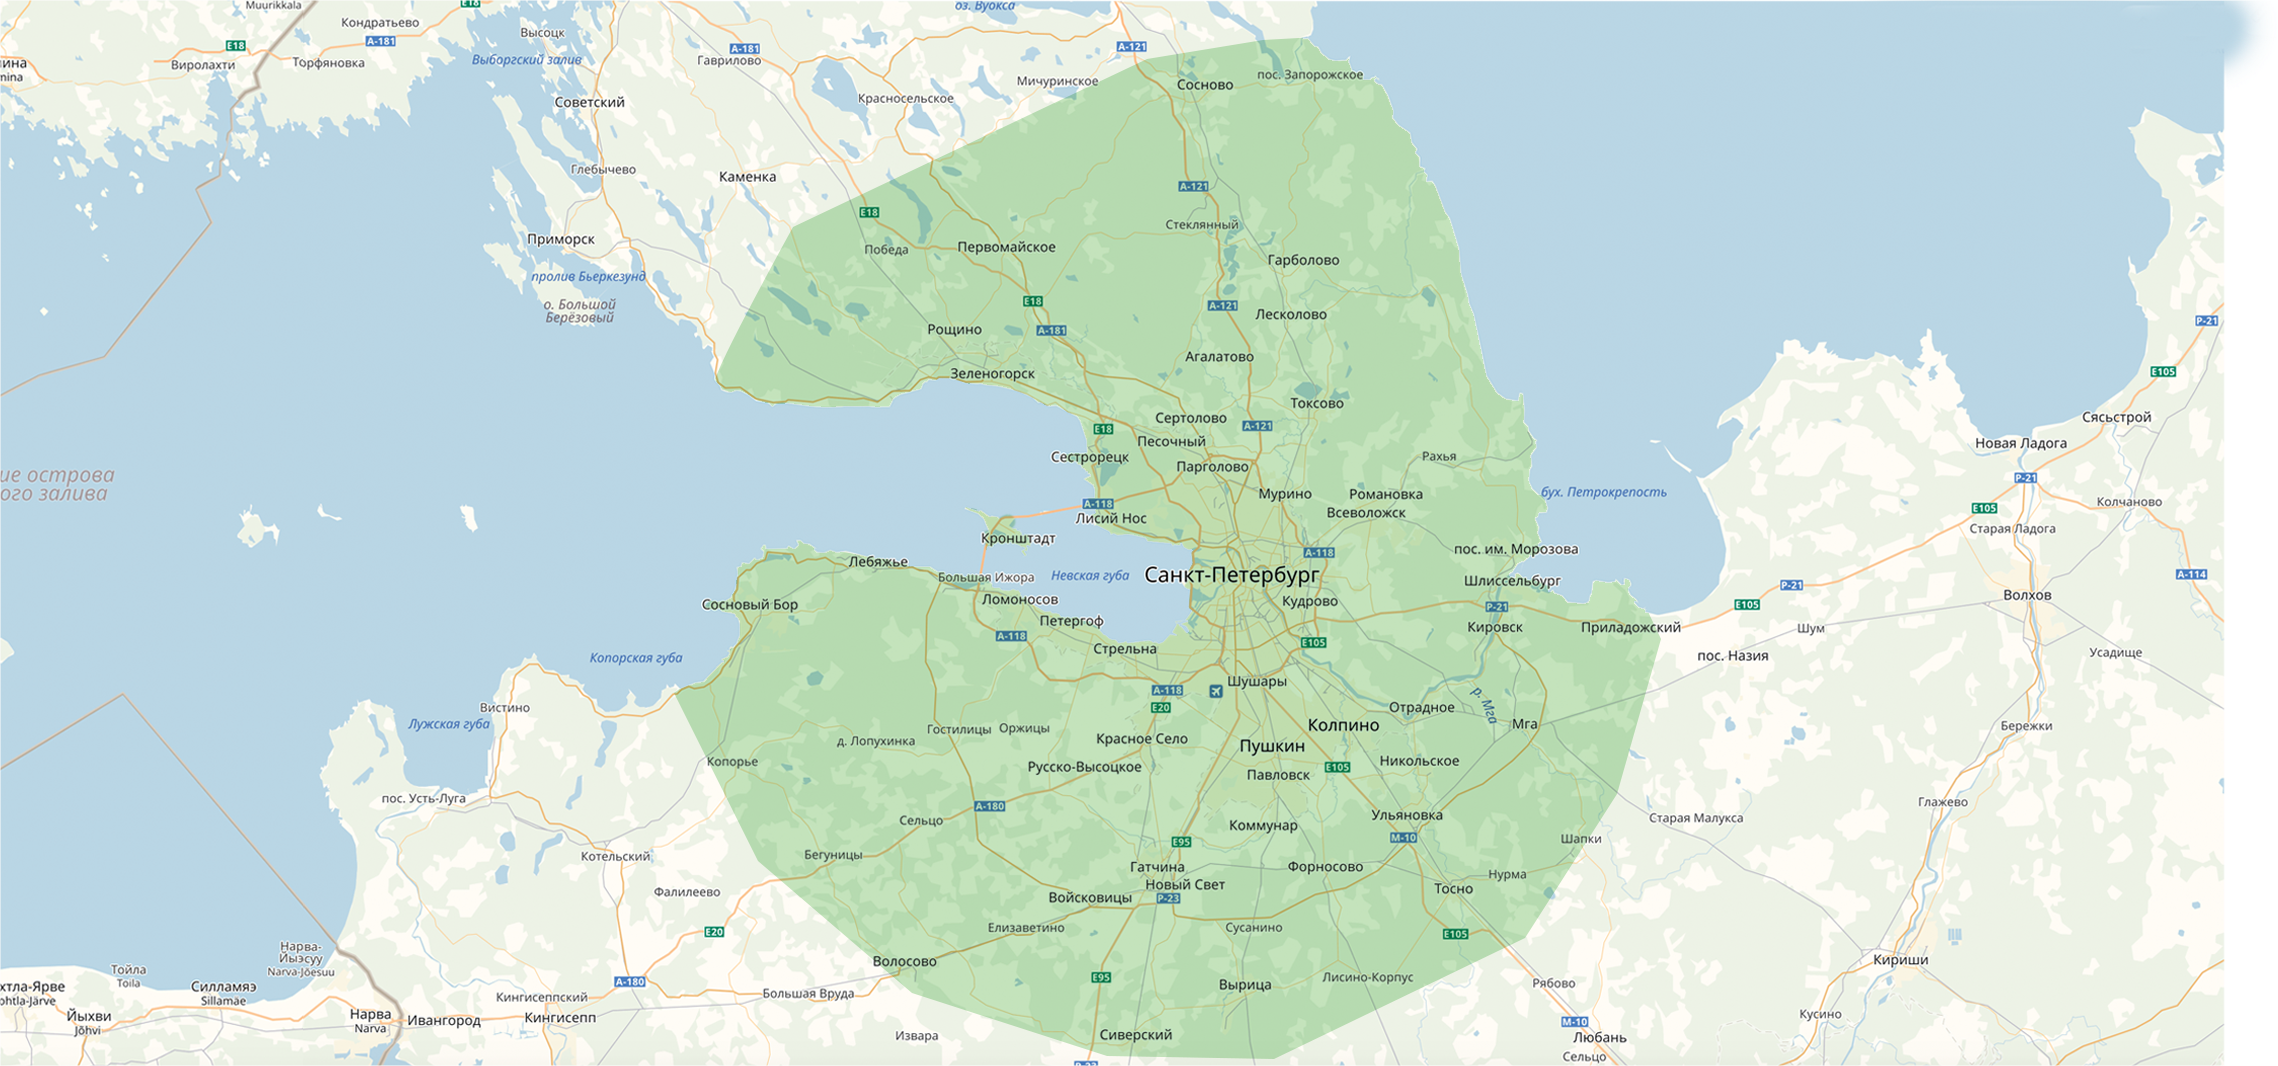 Muurikkala
E18
оз. Вуокса
Кондратьево
Высоцк
А-181
E18
А-181
А-121
Виролахти
Торфяновка
Выборгский залив
Гаврилово
Мичуринское
пос. Запорожское
Сосново
Советский
Красносельское
Глебычево
Каменка
А-121
E18
Стеклянный
Приморск
Победа
Первомайское
Гарболово
пролив Бьеркезунд
о. Большой
Берёзовый
E18
А-121
Лесколово
Р-21
Рощино
А-181
Агалатово
Зеленогорск
E105
Токсово
Сертолово
Сясьстрой
E18
А-121
Песочный
Новая Ладога
Сестрорецк
Парголово
Рахья
ие острова
ого залива
Р-21
Мурино
Романовка
бух. Петрокрепость
А-118
Колчаново
E105
Лисий Нос
Всеволожск
Старая Ладога
Кронштадт
А-118
пос. им. Морозова
Лебяжье
Большая Ижора
Невская губа
Санкт-Петербург
Шлиссельбург
А-114
Р-21
Ломоносов
Кудрово
Р-21
E105
Волхов
Сосновый Бор
Петергоф
Кировск
Приладожский
Шум
А-118
E105
Стрельна
Копорская губа
пос. Назия
Усадище
Шушары
А-118
E20
р. Мга
Вистино
Отрадное
Лужская губа
Гостилицы
Оржицы
Колпино
Мга
Бережки
д. Лопухинка
Красное Село
Пушкин
Копорье
Русско-Высоцкое
Павловск
E105
Никольское
пос. Усть-Луга
А-180
Глажево
Сельцо
Ульяновка
Старая Малукса
Коммунар
М-10
Шапки
E95
Бегуницы
Котельский
Гатчина
Форносово
Нурма
Фалилеево
Новый Свет
Тосно
Войсковицы
Р-23
E20
Елизаветино
Сусанино
E105
Нарва-
Йыэсуу
Narva-Jõesuu
Волосово
Кириши
Тойла
Toila
E95
Лисино-Корпус
хтла-Ярве
ohtla-Järve
Силламяэ
Sillamäe
А-180
Вырица
Рябово
Кингисеппский
Большая Вруда
Йыхви
Jõhvi
Нарва
Narva
Ивангород
Кингисепп
Кусино
М-10
Извара
Сиверский
Любань
Сельцо